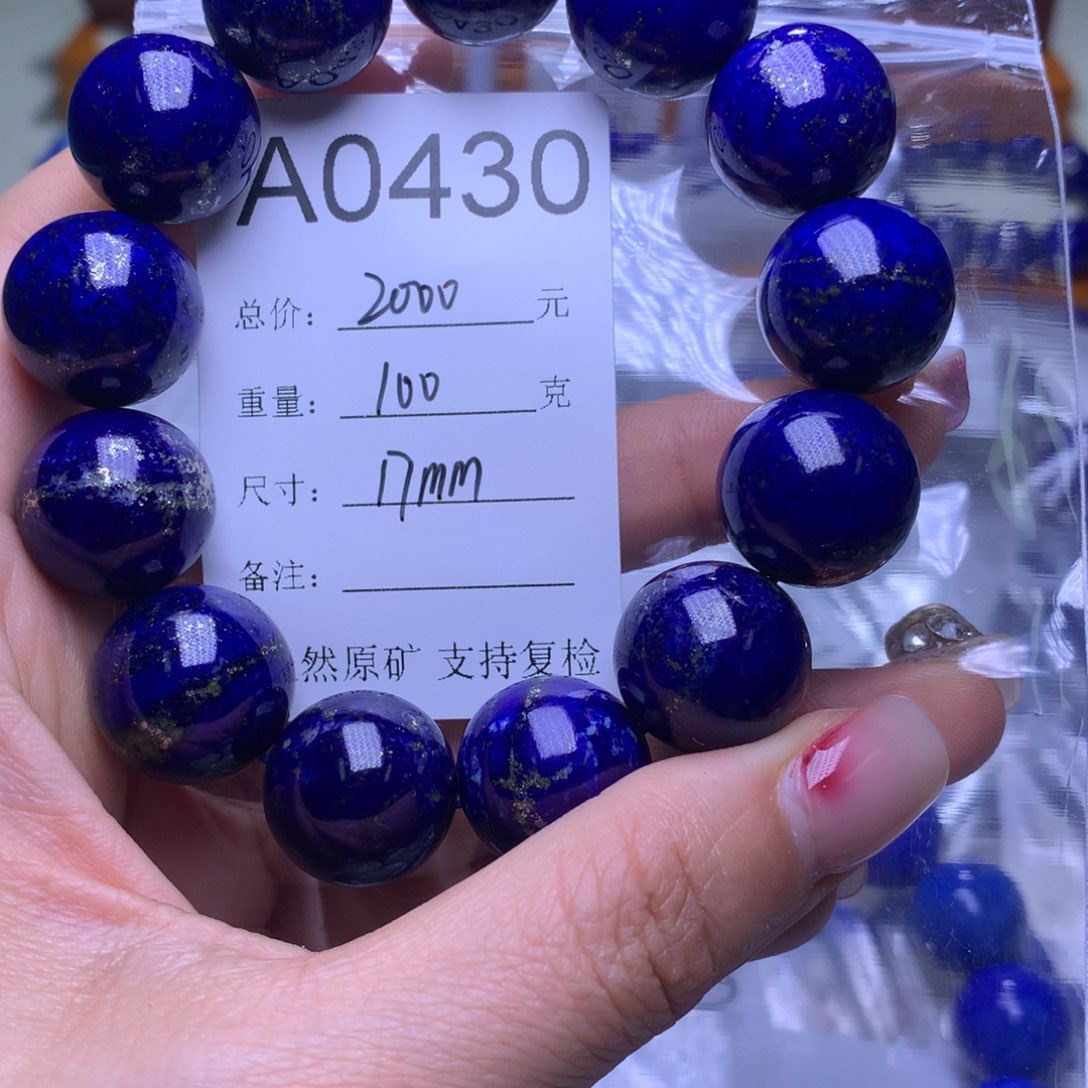 A0430
总价：2000元
重量：100克
尺寸：17mm
备注：
然原矿 支持复检